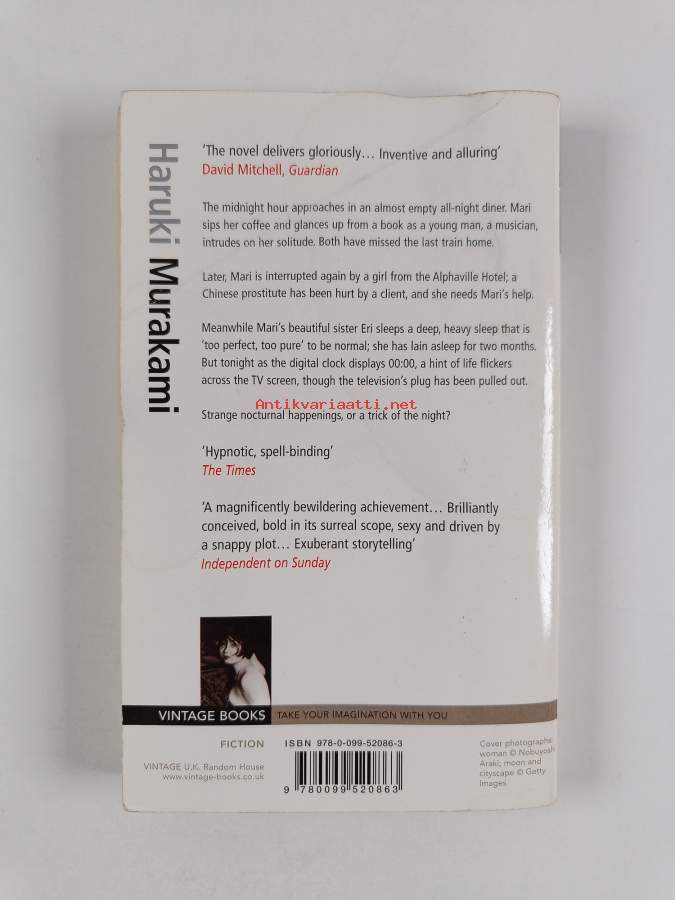 Haruki Murakami
‘The novel delivers gloriously... Inventive and alluring’
David Mitchell, Guardian
The midnight hour approaches in an almost empty all-night diner. Mari
sips her coffee and glances up from a book as a young man, a musician,
intrudes on her solitude. Both have missed the last train home.
Later, Mari is interrupted again by a girl from the Alphaville Hotel; a
Chinese prostitute has been hurt by a client, and she needs Mari’s help.
Meanwhile Mari’s beautiful sister Eri sleeps a deep, heavy sleep that is
‘too perfect, too pure’ to be normal; she has lain asleep for two months.
But tonight as the digital clock displays 00:00, a hint of life flickers
across the TV screen, though the television’s plug has been pulled out.
Antikvariaatti.net
Strange nocturnal happenings, or a trick of the night?
‘Hypnotic, spell-binding’
The Times
‘A magnificently bewildering achievement... Brilliantly
conceived, bold in its surreal scope, sexy and driven by
a snappy plot... Exuberant storytelling’
Independent on Sunday
VINTAGE BOOKS TAKE YOUR IMAGINATION WITH YOU
FICTION
VINTAGE U.K. Random House
www.vintage-books.co.uk
ISBN 978-0-099-52086-3
9 780099 520863
Cover photographs:
woman © Nobuyoshi
Araki; moon and
cityscape © Getty
Images